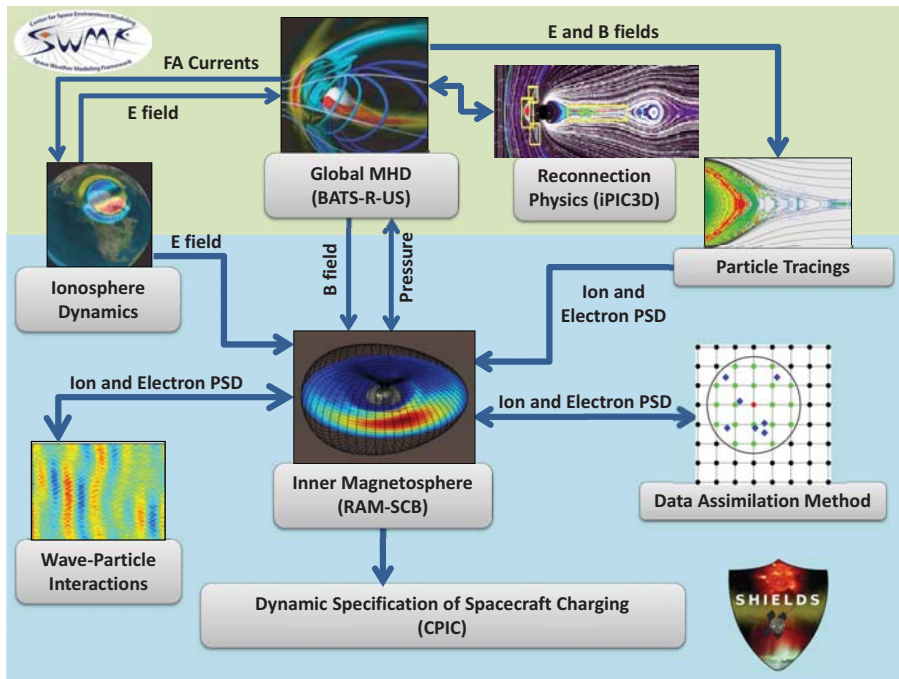 Center for Space Environment Modeling
SWMF
Space Weather Modeling Framework
FA Currents
E field
E and B fields
Global MHD
(BATS-R-US)
Reconnection
Physics (iPIC3D)
E field
B field
Pressure
Particle Tracings
Ionosphere
Dynamics
Ion and
Electron PSD
Ion and Electron PSD
Ion and Electron PSD
Inner Magnetosphere
(RAM-SCB)
Data Assimilation Method
Wave-Particle
Interactions
Dynamic Specification of Spacecraft Charging
(CPIC)
SHIELDS